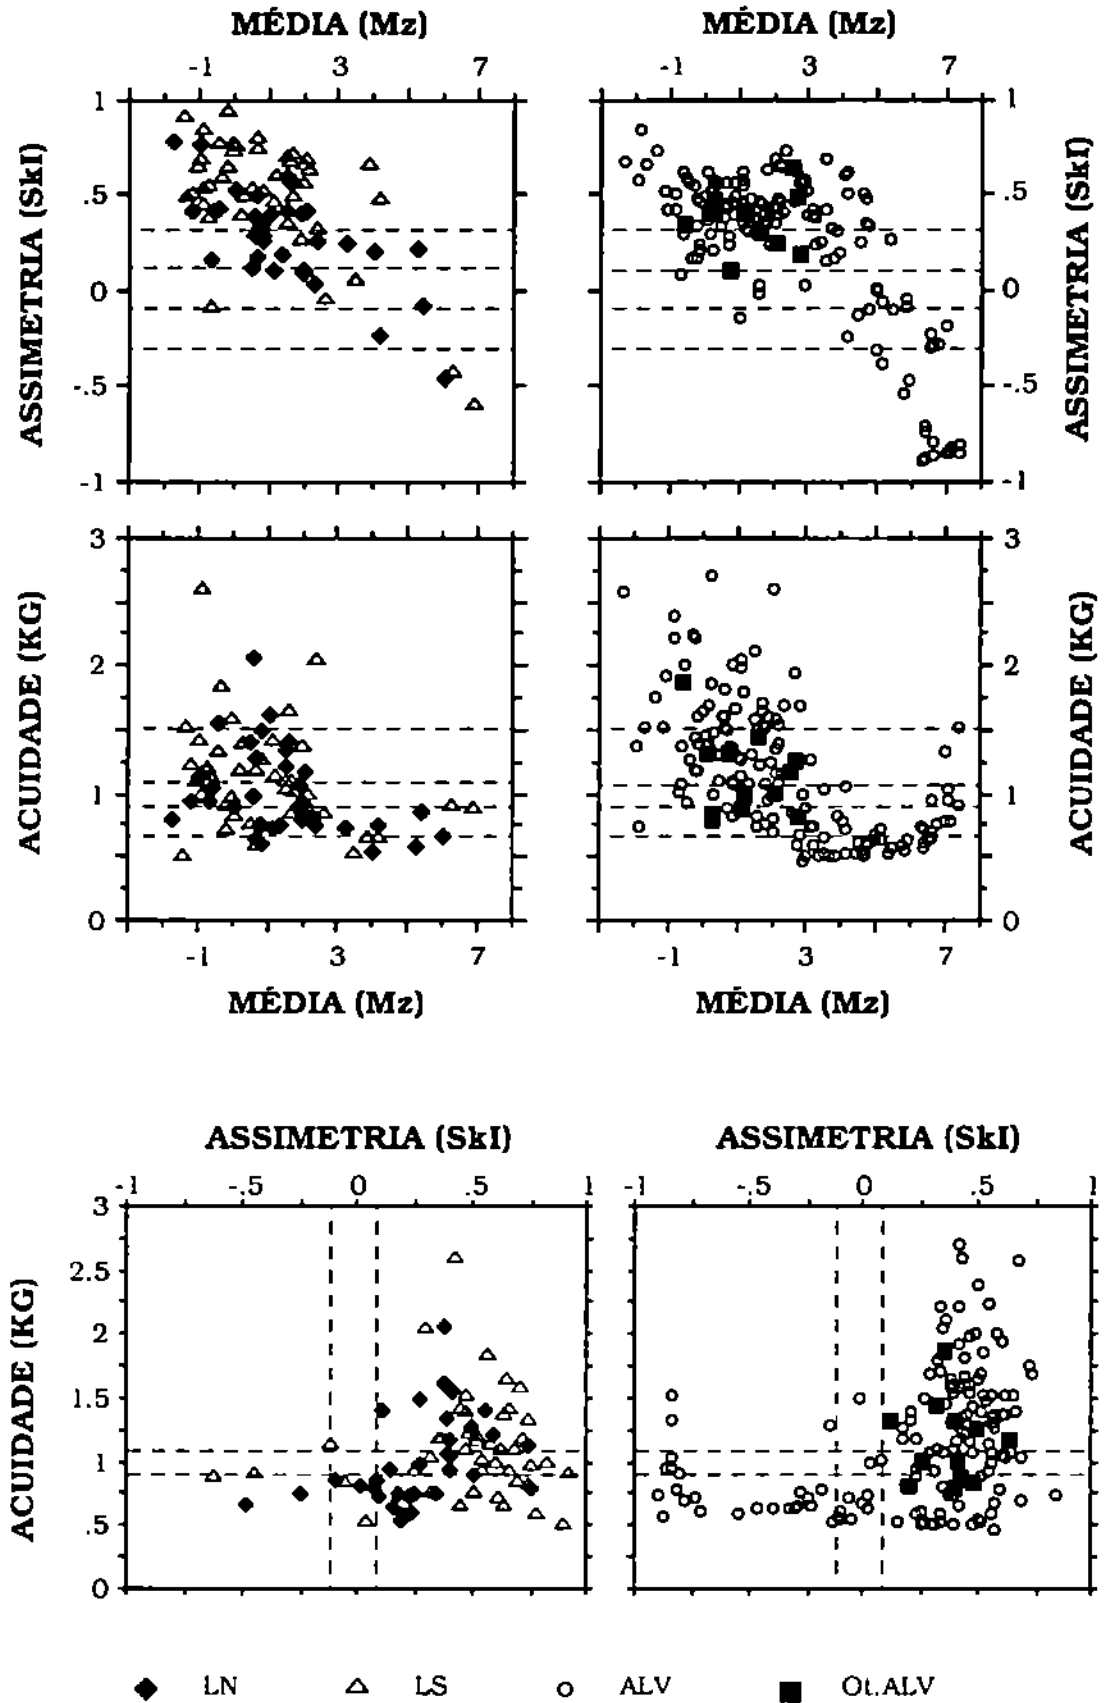 MÉDIA (Mz) MÉDIA (Mz)
-1 3 7 -1 3 7
1 1
.5 .5
0 0
-.5 -.5
-1 -1
ASSIMETRIA (SkI) ASSIMETRIA (SkI)
3 3
2 2
1 1
0 0
ACUIDADE (KG) ACUIDADE (KG)
-1 3 7 -1 3 7
MÉDIA (Mz) MÉDIA (Mz)
ASSIMETRIA (SkI) ASSIMETRIA (SkI)
-1 -.5 0 .5 1 -1 -.5 0 .5 1
3
2.5
2
1.5
1
.5
0
ACUIDADE (KG)
LN LS ALV Ot.ALV